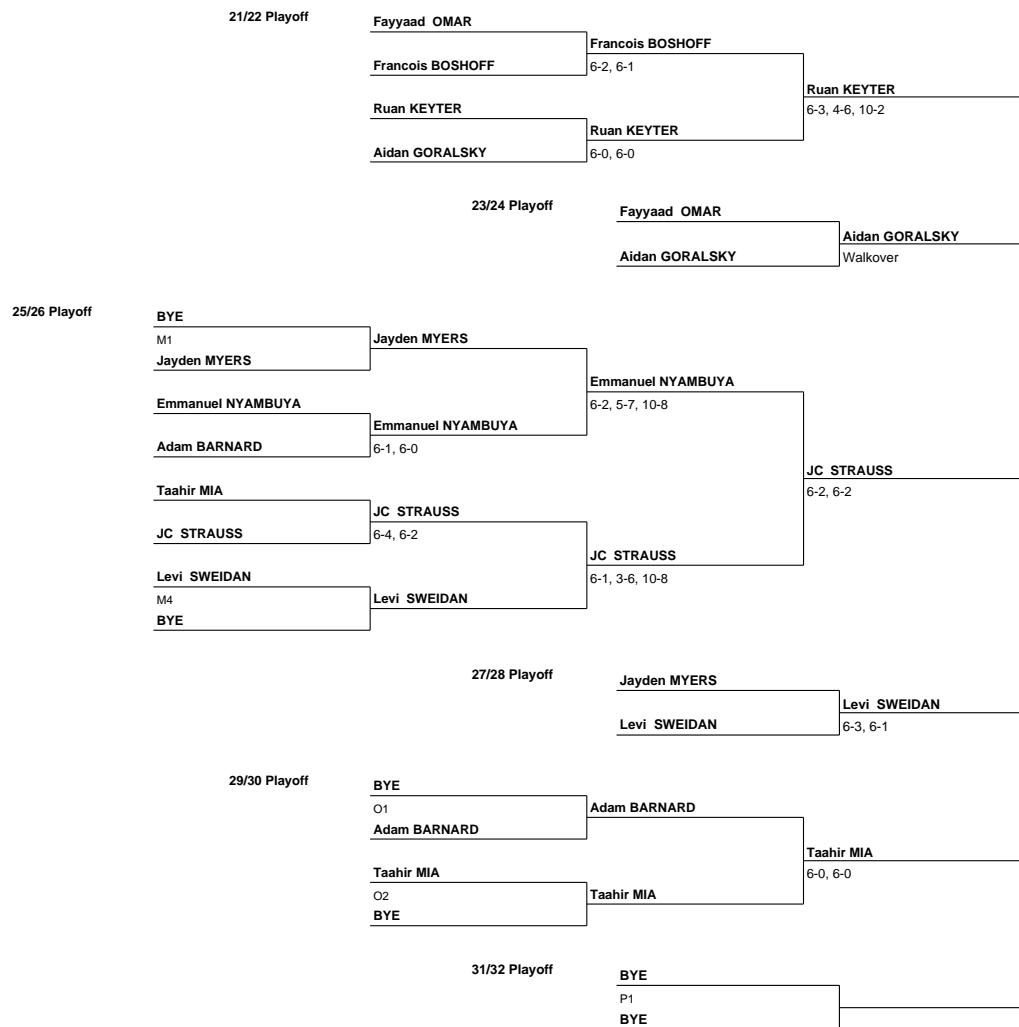 21/22 Playoff
Fayyaad OMAR
Francois BOSHOFF
Francois BOSHOFF
6-2, 6-1
Ruan KEYTER
6-3, 4-6, 10-2
Ruan KEYTER
Ruan KEYTER
Aidan GORALSKY
6-0, 6-0
23/24 Playoff
Fayyaad OMAR
Aidan GORALSKY
Aidan GORALSKY
Walkover
25/26 Playoff
BYE
M1
Jayden MYERS
Jayden MYERS
Emmanuel NYAMBUYA
6-2, 5-7, 10-8
Emmanuel NYAMBUYA
Emmanuel NYAMBUYA
Adam BARNARD
6-1, 6-0
JC STRAUSS
6-2, 6-2
Taahir MIA
JC STRAUSS
JC STRAUSS
6-4, 6-2
JC STRAUSS
6-1, 3-6, 10-8
Levi SWEIDAN
M4
Levi SWEIDAN
BYE
27/28 Playoff
Jayden MYERS
Levi SWEIDAN
Levi SWEIDAN
6-3, 6-1
29/30 Playoff
BYE
O1
Adam BARNARD
Adam BARNARD
Taahir MIA
6-0, 6-0
Taahir MIA
O2
Taahir MIA
BYE
31/32 Playoff
BYE
P1
BYE